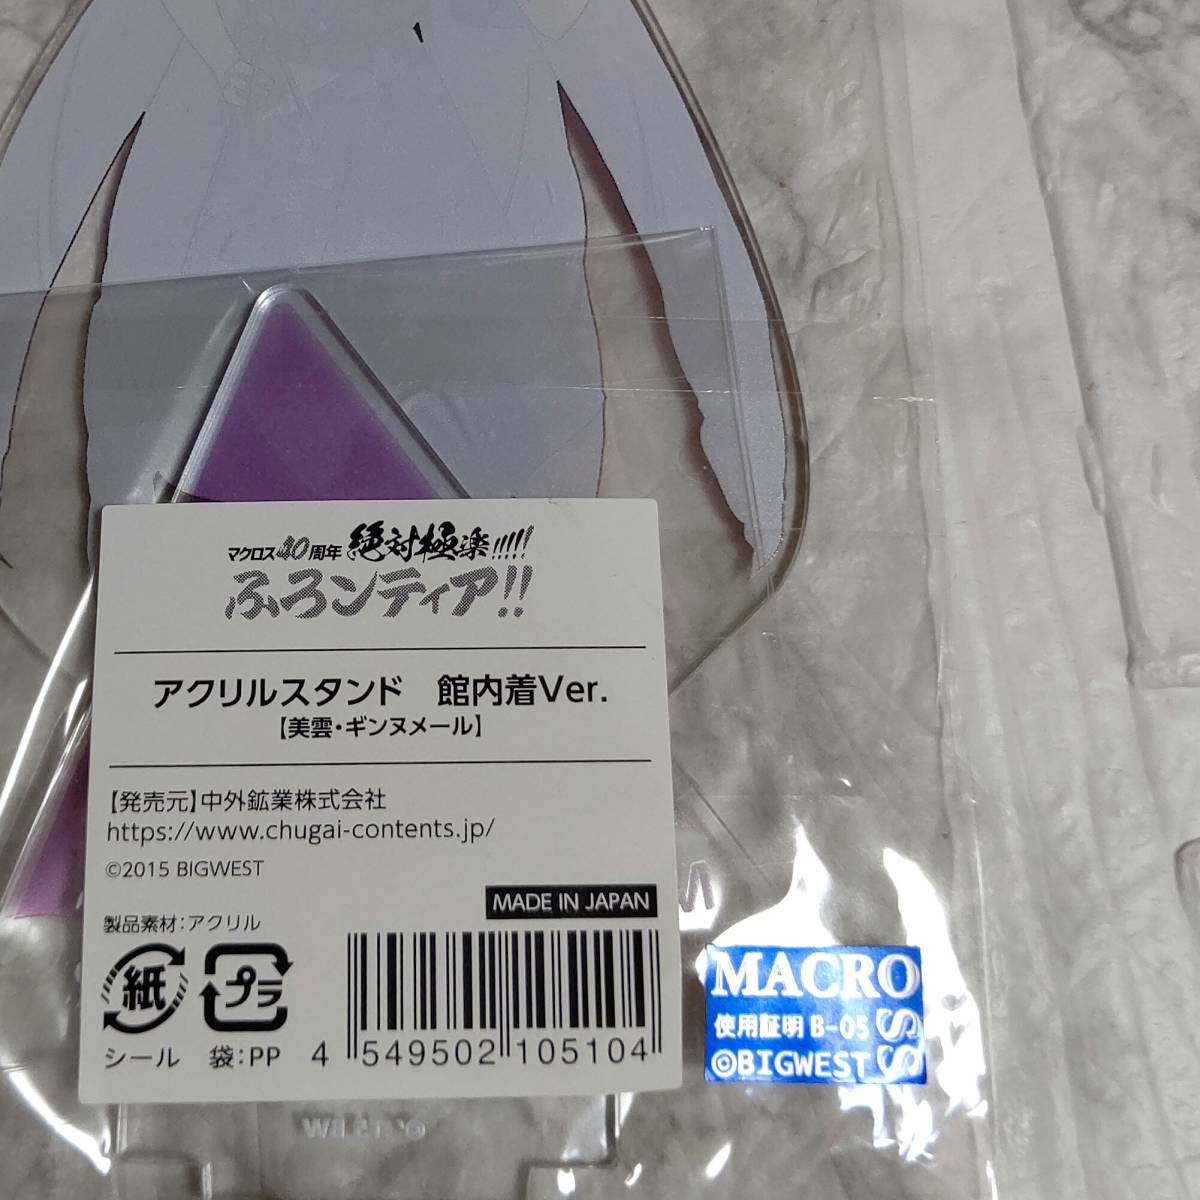 マクロス40周年 絶対極楽!!!!!
ふろンティア!!
アクリルスタンド 館内着Ver.
【美雲・ギンヌメール】
【発売元】中外鉱業株式会社
https://www.chugai-contents.jp/
©2015 BIGWEST
MADE IN JAPAN
製品素材:アクリル
紙 プラ
シール 袋:PP
4 549502 105104
MACROSS
使用証明 B-05
©BIGWEST